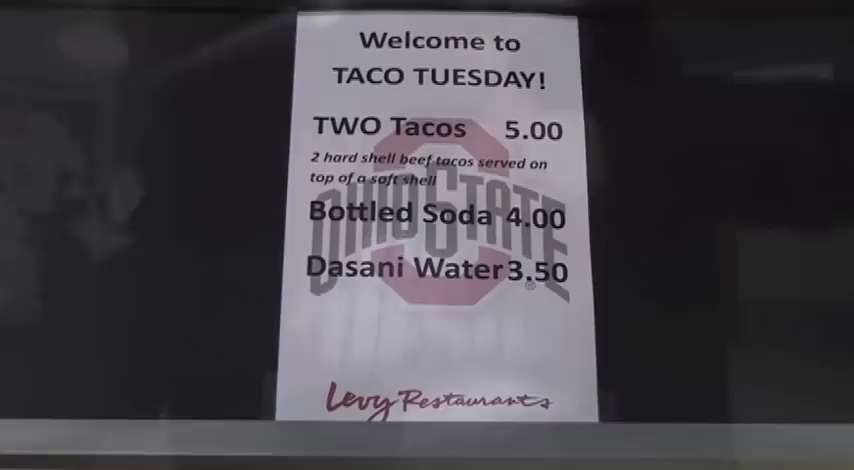 Welcome to
TACO TUESDAY!
TWO Tacos 5.00
2 hard shell beef tacos served on
top of a soft shell
Bottled Soda 4.00
Dasani Water 3.50
OHIO STATE
®
Levy Restaurants